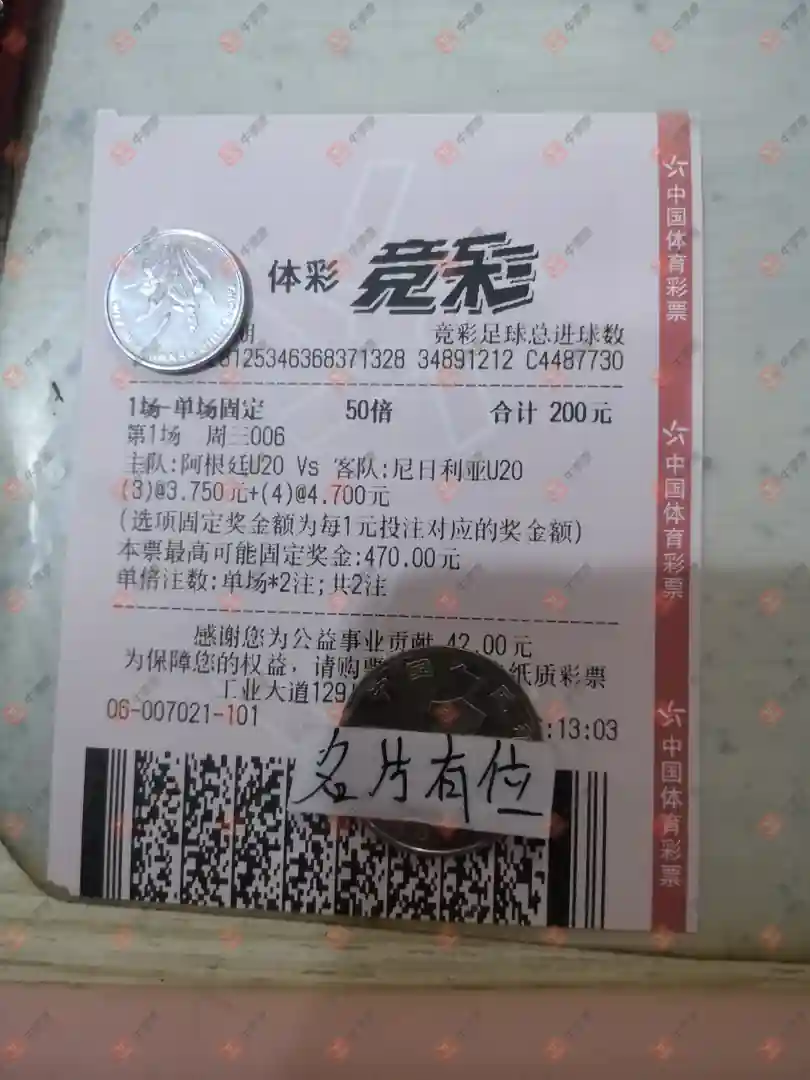 体彩 竞彩
竞彩足球总进球数
125346368371328 34891212 C4487730
1场-单场固定 50倍 合计 200元
第1场 周三006
主队:阿根廷U20 Vs 客队:尼日利亚U20
(3)@3.750元+(4)@4.700元
(选项固定奖金额为每1元投注对应的奖金额)
本票最高可能固定奖金:470.00元
单倍注数:单场*2注;共2注
感谢您为公益事业贡献 42.00元
为保障您的权益，请购 纸质彩票
工业大道129
06-007021-101 :13:03
名片有位
中国体育彩票
中国体育彩票
中国体育彩票